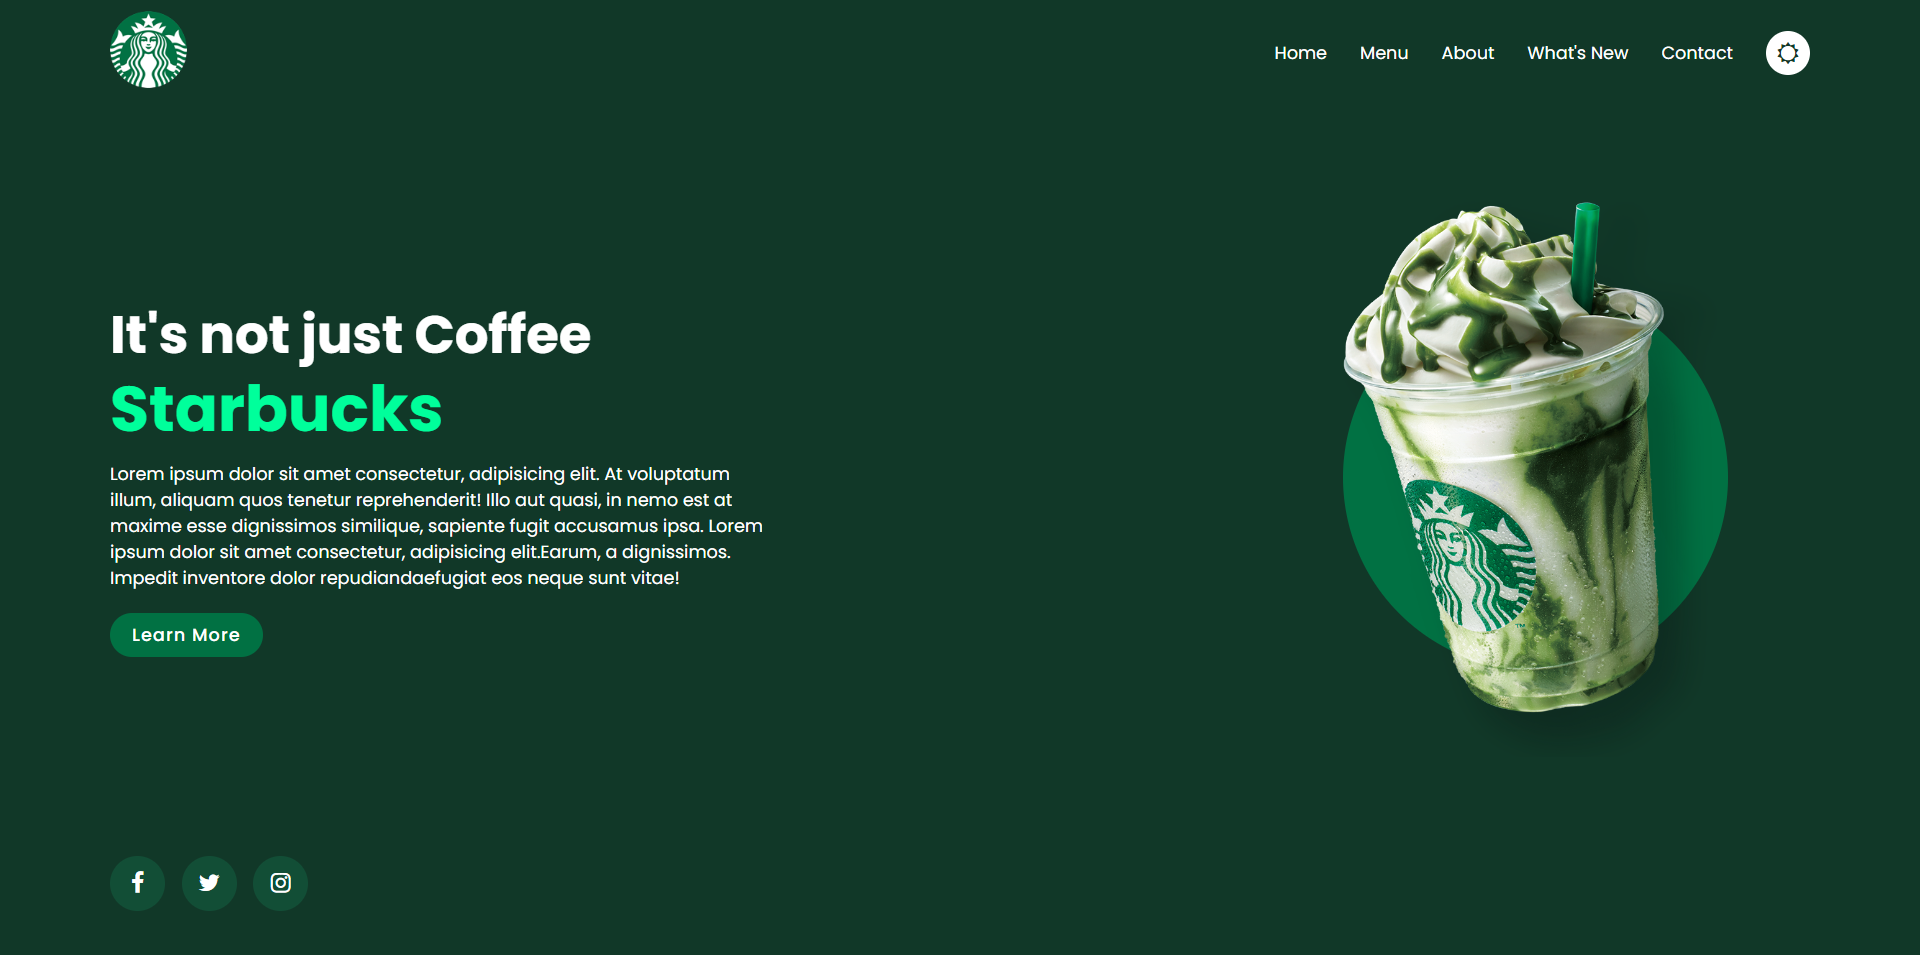 Home Menu About What's New Contact
It's not just Coffee
Starbucks
Lorem ipsum dolor sit amet consectetur, adipisicing elit. At voluptatum
illum, aliquam quos tenetur reprehenderit! Illo aut quasi, in nemo est at
maxime esse dignissimos similique, sapiente fugit accusamus ipsa. Lorem
ipsum dolor sit amet consectetur, adipisicing elit.Earum, a dignissimos.
Impedit inventore dolor repudiandaefugiat eos neque sunt vitae!
Learn More
TM